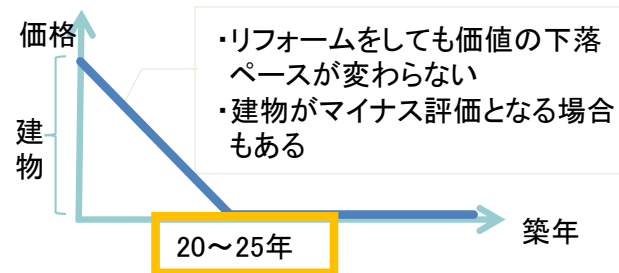 価格
・リフォームをしても価値の下落
ペースが変わらない
・建物がマイナス評価となる場合
もある
建物
20～25年
築年